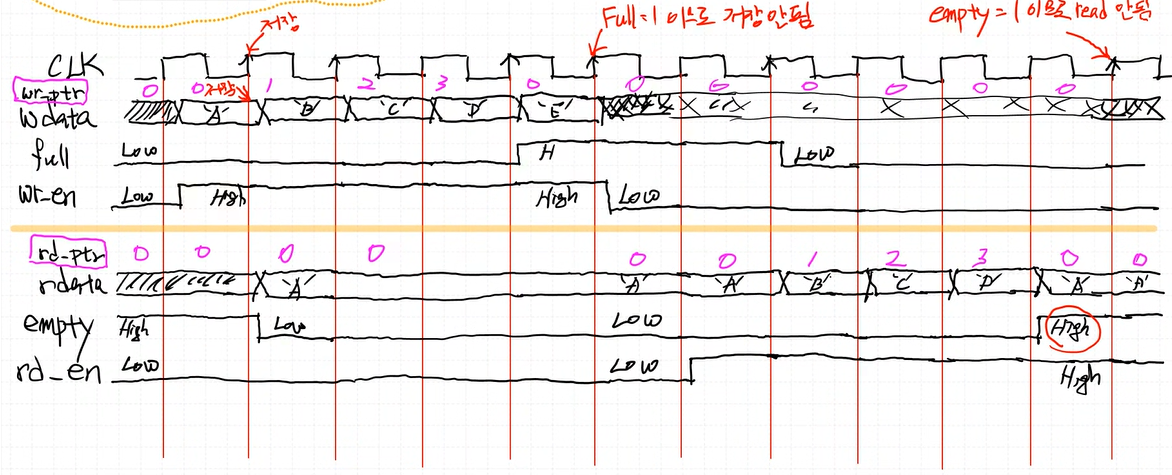 저장 Full=1 이므로 저장 안됨 empty=1 이므로 read 안됨
CLK
wr_ptr 0 0 1 2 3 0 0 0 0 0 0 0
저장
wdata 'A' 'B' 'C' 'D' 'E'
full Low H Low
wr_en Low High High Low
rd_ptr 0 0 0 0 0 0 1 2 3 0 0
rdata 'A' 'A' 'A' 'B' 'C' 'D' 'A' 'A'
empty High Low Low High
rd_en Low Low High